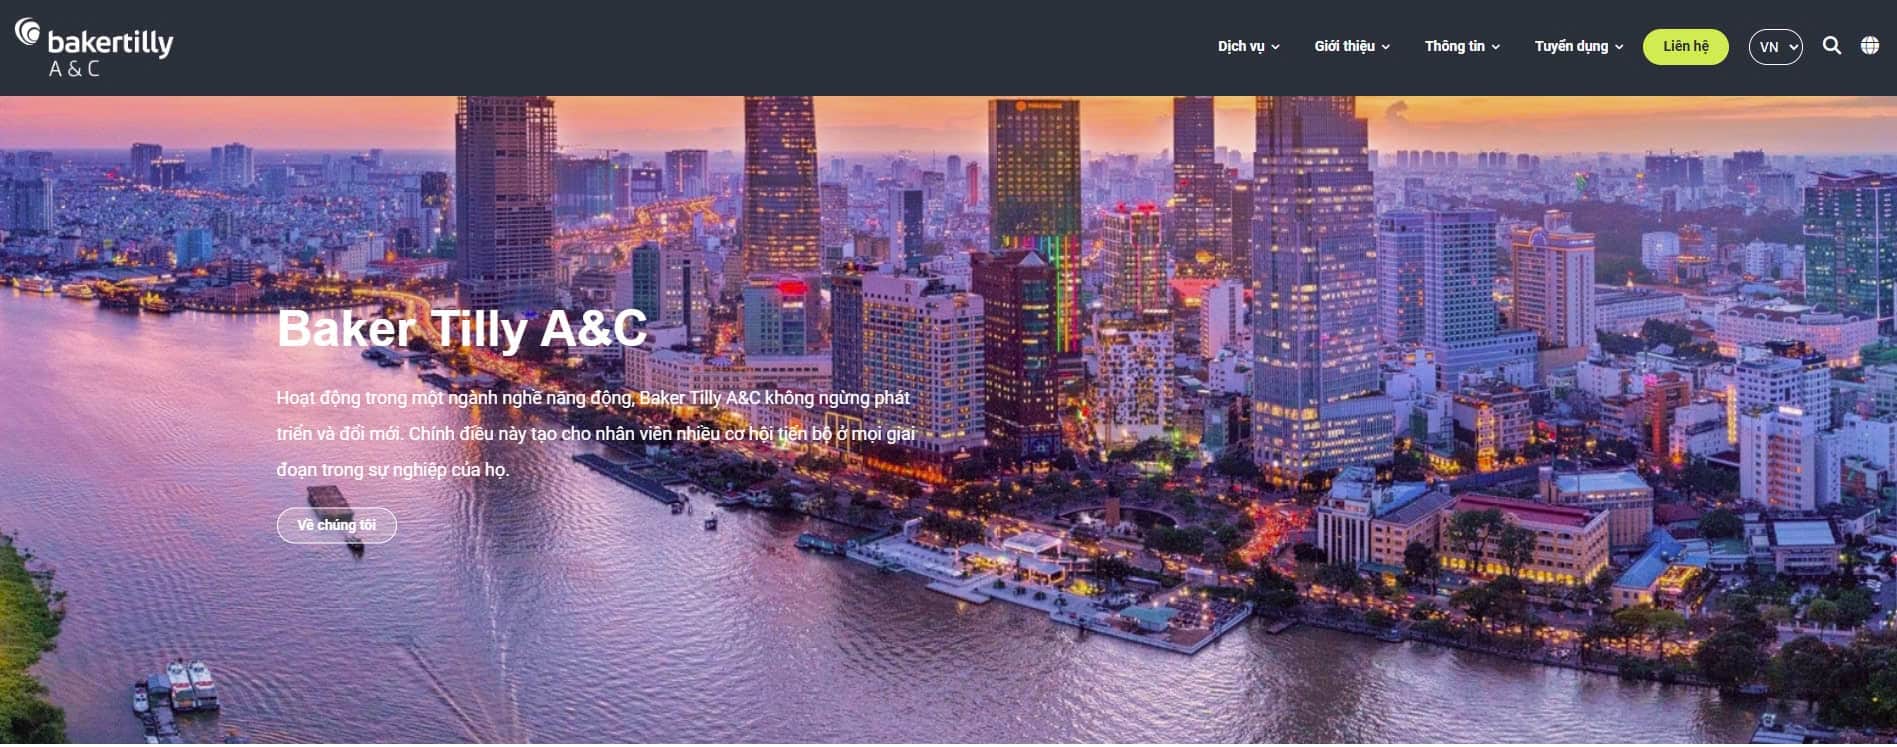 bakertilly
A & C
Dịch vụ
Giới thiệu
Thông tin
Tuyển dụng
Liên hệ
VN
Baker Tilly A&C
Hoạt động trong một ngành nghề năng động, Baker Tilly A&C không ngừng phát
triển và đổi mới. Chính điều này tạo cho nhân viên nhiều cơ hội tiến bộ ở mọi giai
đoạn trong sự nghiệp của họ.
Về chúng tôi